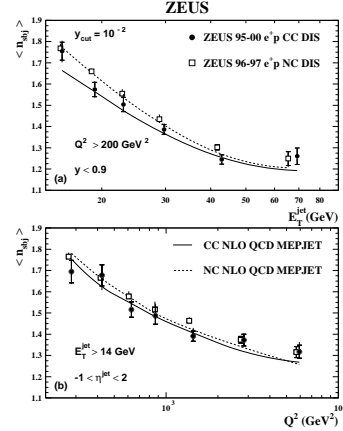 ZEUS
< n_sbj >
1.9
1.8
1.7
1.6
1.5
1.4
1.3
1.2
1.1
y_cut = 10^-2
ZEUS 95-00 e⁺p CC DIS
ZEUS 96-97 e⁺p NC DIS
Q² > 200 GeV²
y < 0.9
(a)
20 30 40 50 60 70 80
E_T^jet (GeV)
< n_sbj >
1.9
1.8
1.7
1.6
1.5
1.4
1.3
1.2
1.1
CC NLO QCD MEPJET
NC NLO QCD MEPJET
E_T^jet > 14 GeV
-1 < η^jet < 2
(b)
10³ 10⁴
Q² (GeV²)